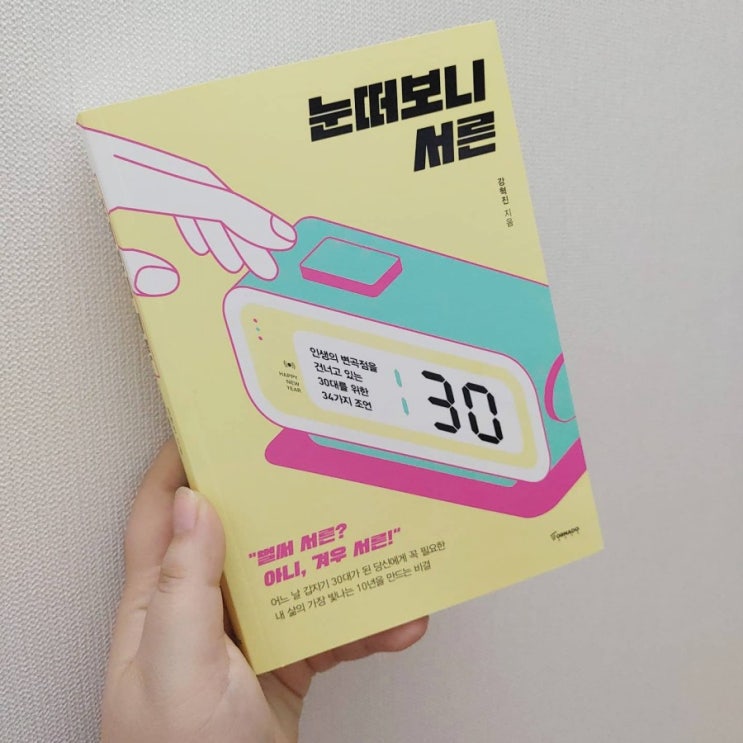 눈떠보니
서른
강혁진 지음
HAPPY
NEW
YEAR
인생의 변곡점을
건너고 있는
30대를 위한
34가지 조언
30
"벌써 서른?
아니, 겨우 서른!"
어느 날 갑자기 30대가 된 당신에게 꼭 필요한
내 삶의 가장 빛나는 10년을 만드는 비결
TORNADO